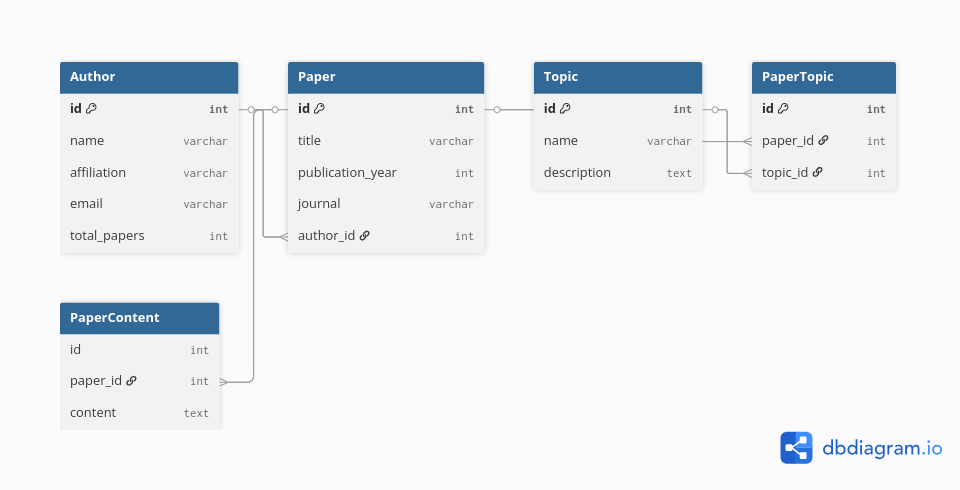 Author
id int
name varchar
affiliation varchar
email varchar
total_papers int
Paper
id int
title varchar
publication_year int
journal varchar
author_id int
Topic
id int
name varchar
description text
PaperTopic
id int
paper_id int
topic_id int
PaperContent
id int
paper_id int
content text
dbdiagram.io